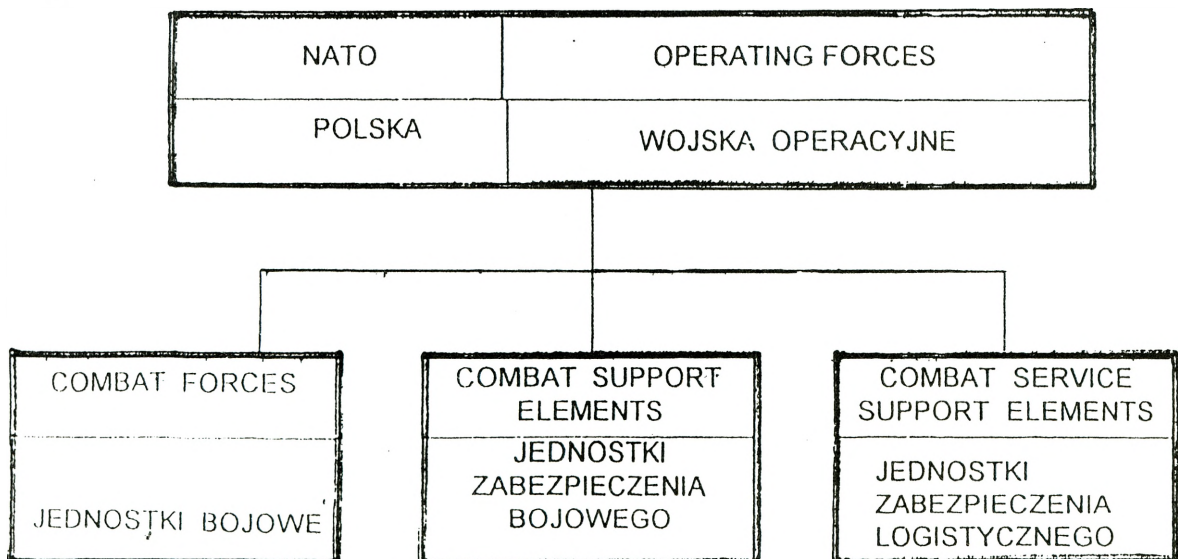 NATO OPERATING FORCES
POLSKA WOJSKA OPERACYJNE
COMBAT FORCES
JEDNOSTKI BOJOWE
COMBAT SUPPORT
ELEMENTS
JEDNOSTKI
ZABEZPIECZENIA
BOJOWEGO
COMBAT SERVICE
SUPPORT ELEMENTS
JEDNOSTKI
ZABEZPIECZENIA
LOGISTYCZNEGO